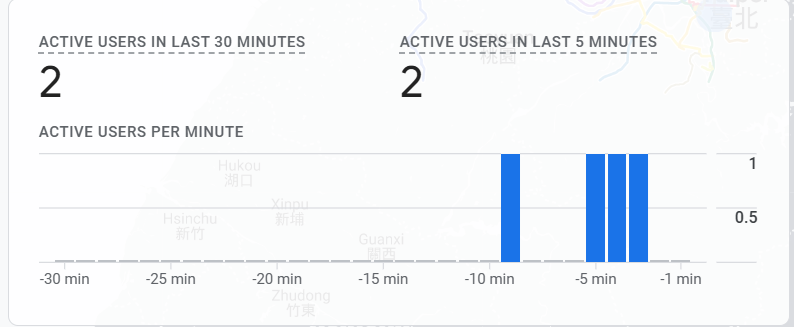 ACTIVE USERS IN LAST 30 MINUTES
2
ACTIVE USERS IN LAST 5 MINUTES
2
ACTIVE USERS PER MINUTE
1
0.5
-30 min
-25 min
-20 min
-15 min
-10 min
-5 min
-1 min
北
桃園
Hukou
湖口
Xinpu
新埔
Hsinchu
新竹
Guanxi
關西
Zhudong
竹東